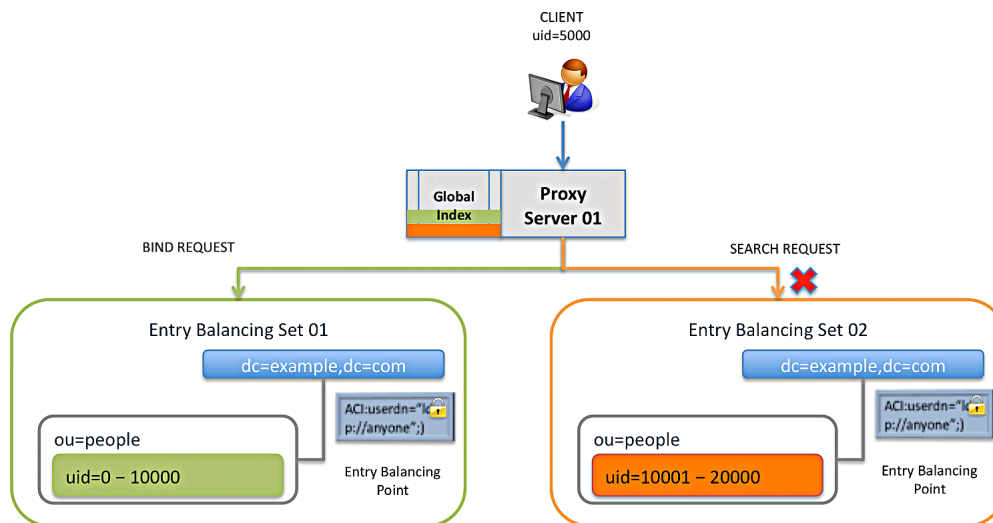 CLIENT
uid=5000
Global
Index
Proxy
Server 01
BIND REQUEST
SEARCH REQUEST
Entry Balancing Set 01
dc=example,dc=com
ACI:userdn="ld
p://anyone";)
ou=people
uid=0 – 10000
Entry Balancing
Point
Entry Balancing Set 02
dc=example,dc=com
ACI:userdn="ld
p://anyone";)
ou=people
uid=10001 – 20000
Entry Balancing
Point